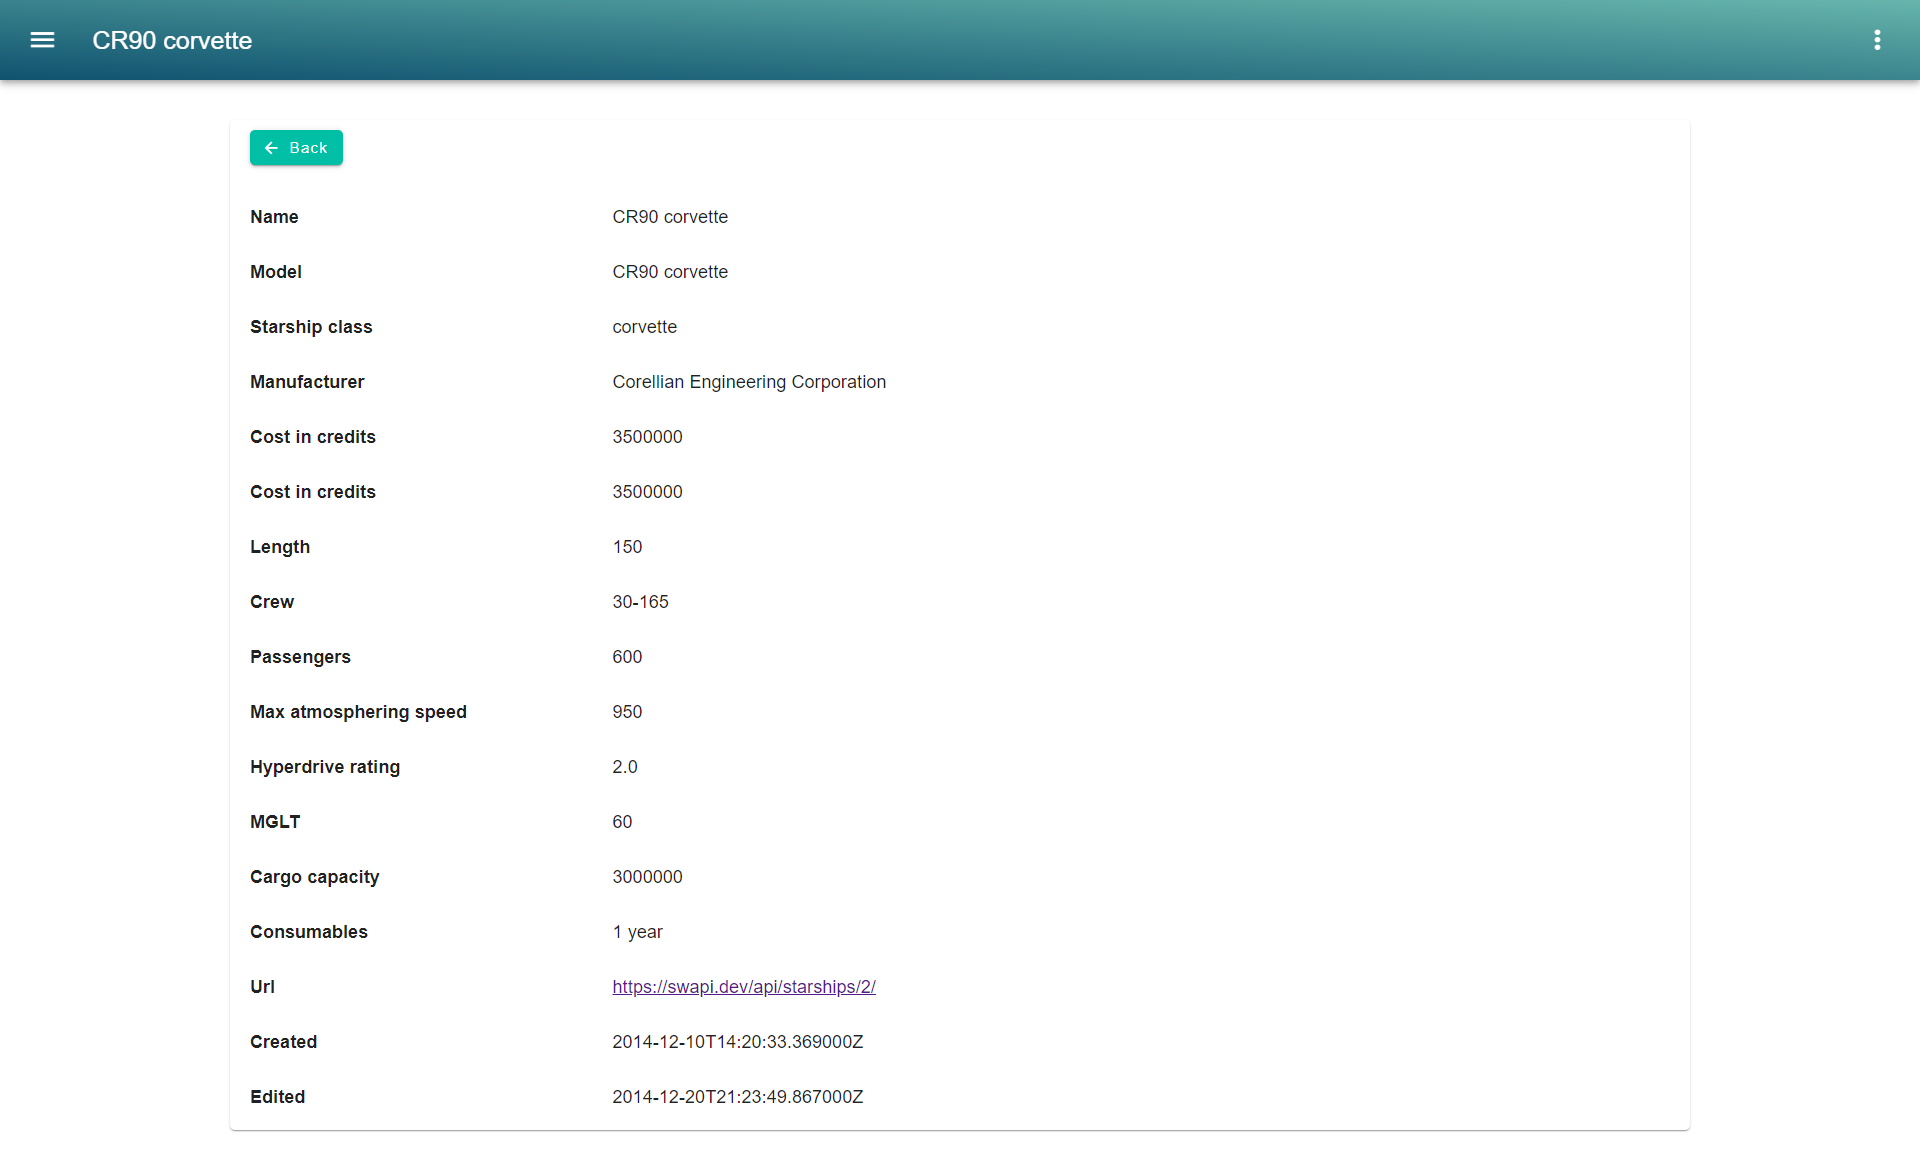 CR90 corvette
Back
Name CR90 corvette
Model CR90 corvette
Starship class corvette
Manufacturer Corellian Engineering Corporation
Cost in credits 3500000
Cost in credits 3500000
Length 150
Crew 30-165
Passengers 600
Max atmosphering speed 950
Hyperdrive rating 2.0
MGLT 60
Cargo capacity 3000000
Consumables 1 year
Url https://swapi.dev/api/starships/2/
Created 2014-12-10T14:20:33.369000Z
Edited 2014-12-20T21:23:49.867000Z